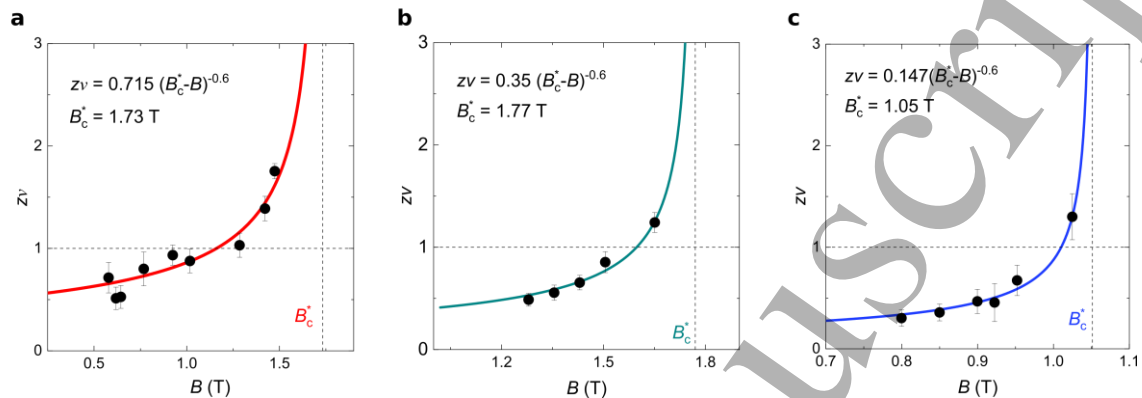 a
zν = 0.715 (B*c-B)-0.6
B*c = 1.73 T
B*c
zν
3
2
1
0
0.5
1.0
1.5
B (T)
b
zν = 0.35 (B*c-B)-0.6
B*c = 1.77 T
B*c
zν
3
2
1
0
1.2
1.5
1.8
B (T)
c
zν = 0.147(B*c-B)-0.6
B*c = 1.05 T
B*c
zν
3
2
1
0
0.7
0.8
0.9
1.0
1.1
B (T)
uscri